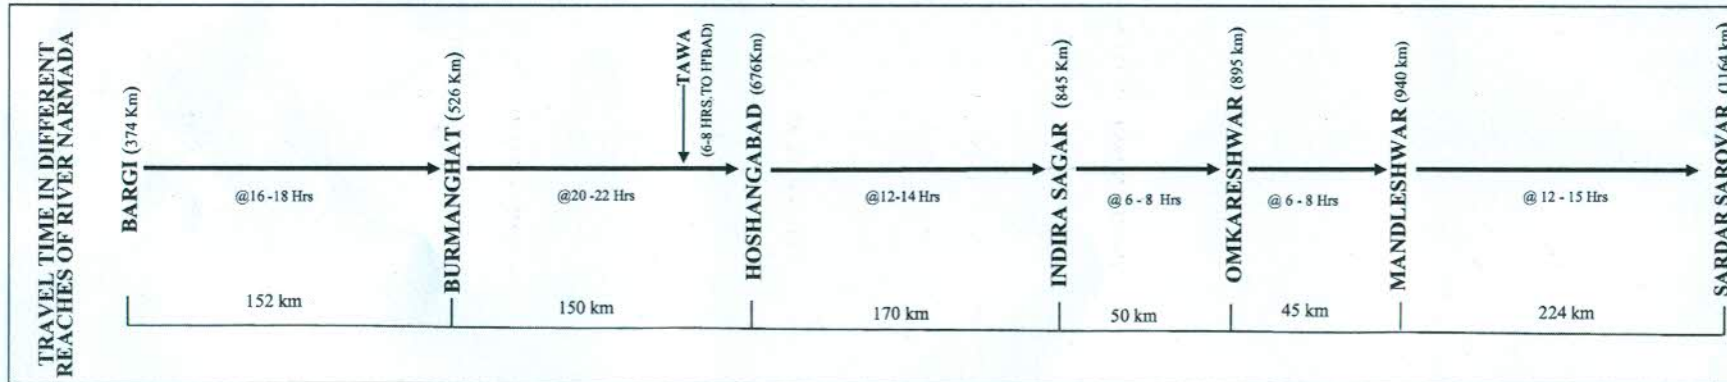 TRAVEL TIME IN DIFFERENT
REACHES OF RIVER NARMADA
BARGI (374 Km)
@16 -18 Hrs
BURMANGHAT (526 Km)
@20 -22 Hrs
TAWA
(6-8 HRS. TO H'BAD)
HOSHANGABAD (676Km)
@12-14 Hrs
INDIRA SAGAR (845 Km)
@ 6 - 8 Hrs
OMKARESHWAR (895 km)
@ 6 - 8 Hrs
MANDLESHWAR (940 km)
@ 12 - 15 Hrs
SARDAR SAROVAR (1164 km)
152 km
150 km
170 km
50 km
45 km
224 km